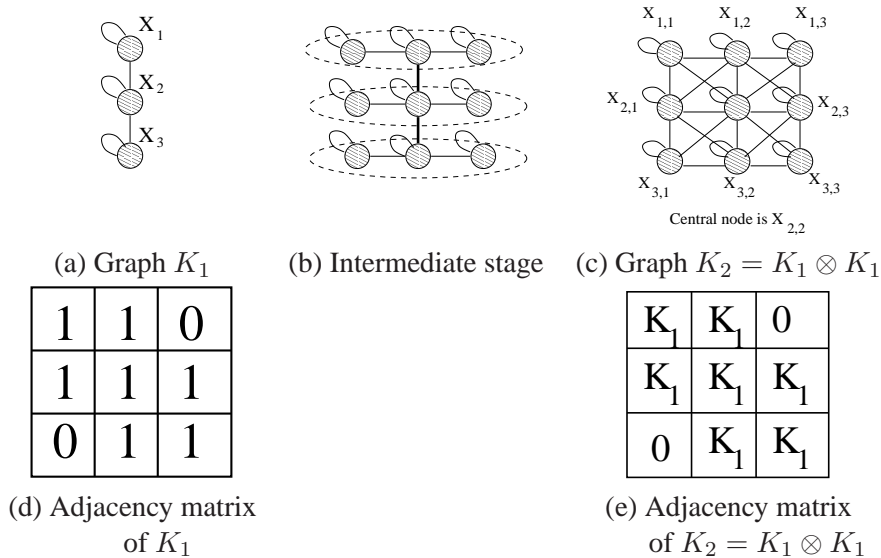 X1
X2
X3
X1,1 X1,2 X1,3
X2,1 X2,3
X3,1 X3,2 X3,3
Central node is X2,2
(a) Graph K1 (b) Intermediate stage (c) Graph K2 = K1 ⊗ K1
1 1 0 K1 K1 0
1 1 1 K1 K1 K1
0 1 1 0 K1 K1
(d) Adjacency matrix (e) Adjacency matrix
of K1 of K2 = K1 ⊗ K1